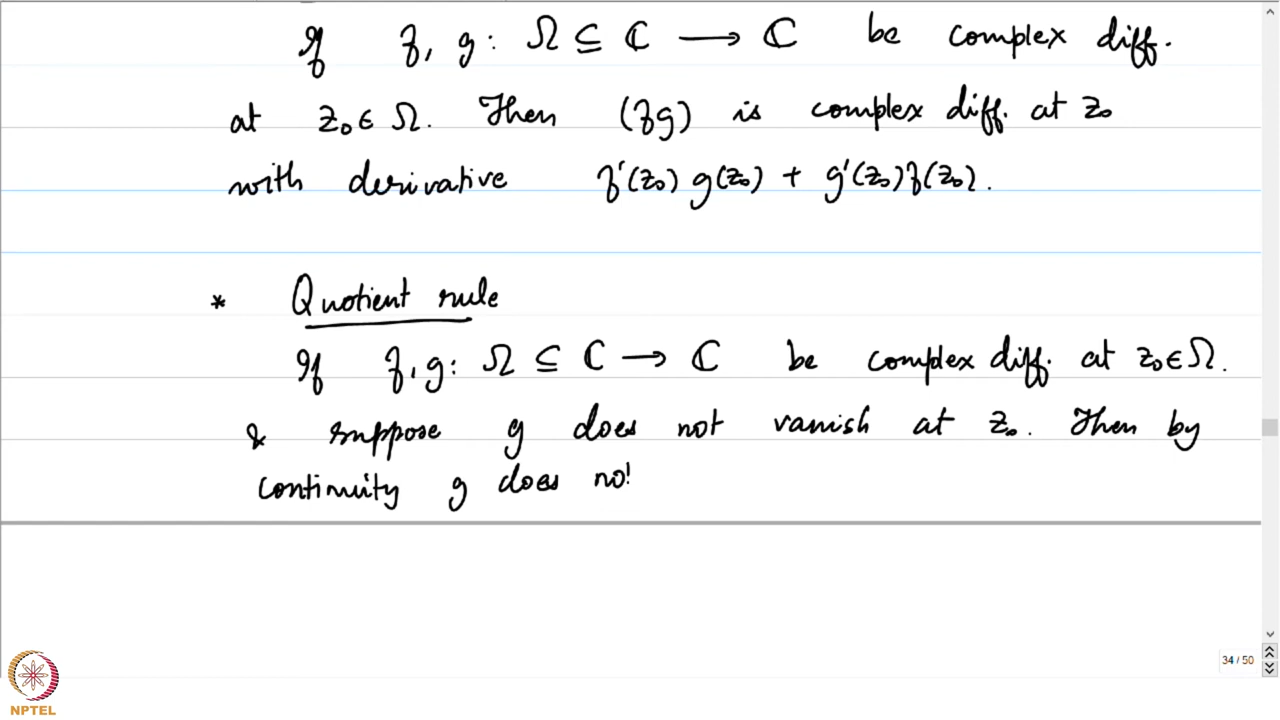 If f, g : Ω ⊆ ℂ ⟶ ℂ be complex diff.
at z₀ ∈ Ω. Then (fg) is complex diff. at z₀
with derivative f'(z₀) g(z₀) + g'(z₀) f(z₀).
* Quotient rule
If f, g : Ω ⊆ ℂ ⟶ ℂ be complex diff. at z₀ ∈ Ω.
& suppose g does not vanish at z₀. Then by
continuity g does not
34 / 50
NPTEL